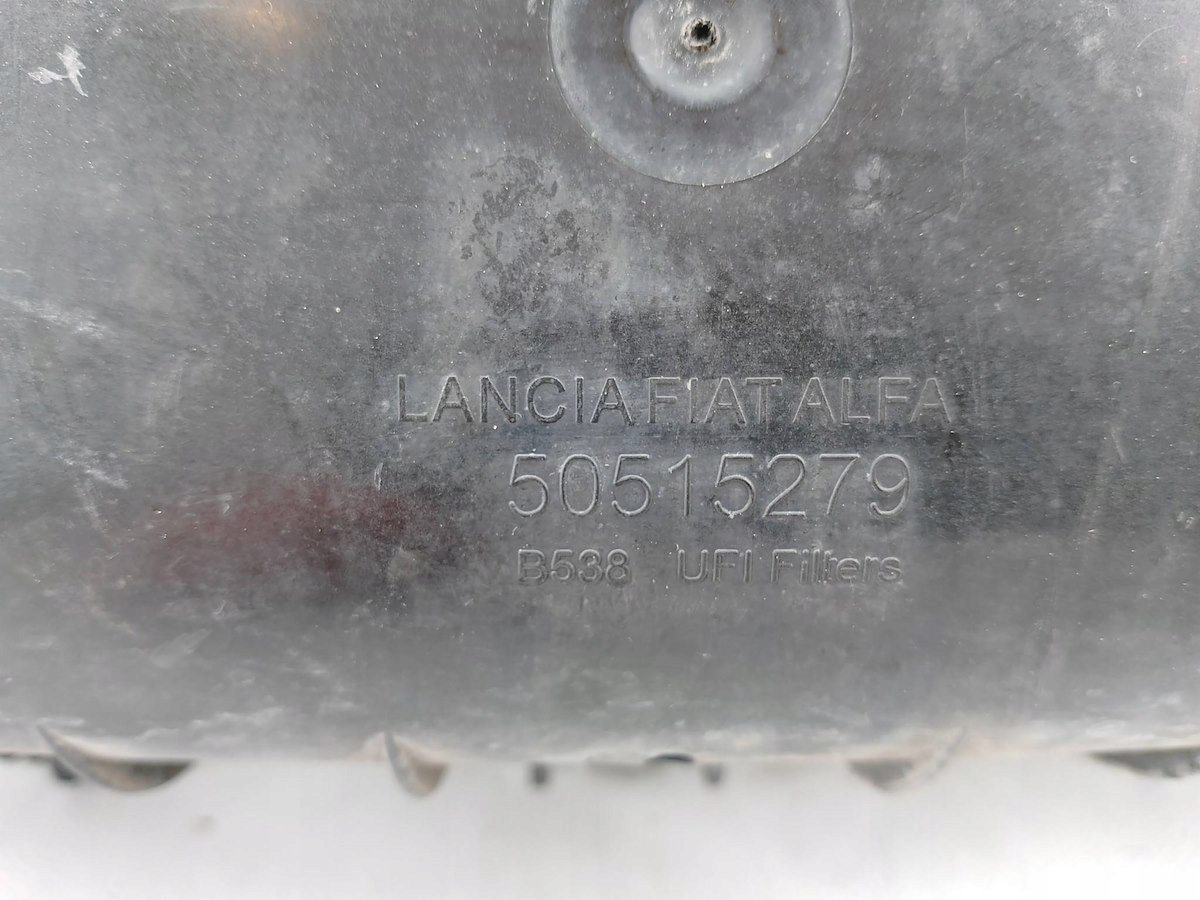 LANCIA FIAT ALFA
50515279
B538 UFI Filters